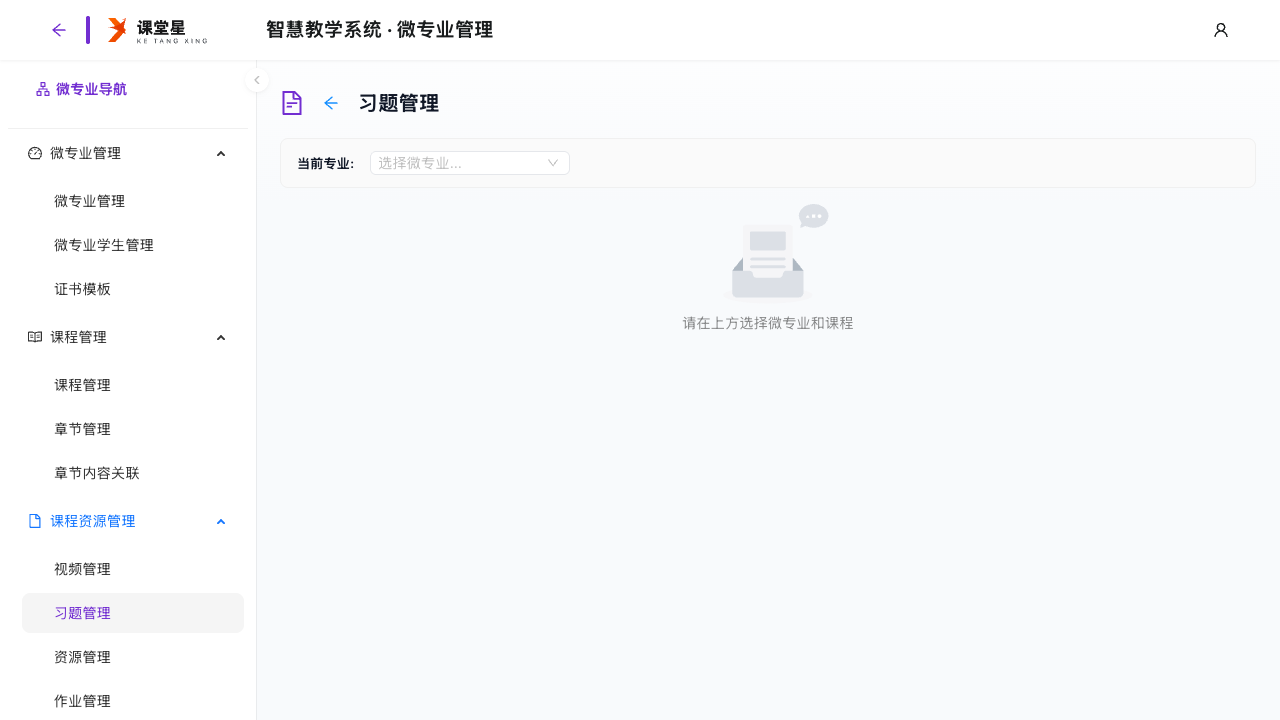 课堂星
KE TANG XING
智慧教学系统 · 微专业管理
微专业导航
微专业管理
微专业管理
微专业学生管理
证书模板
课程管理
课程管理
章节管理
章节内容关联
课程资源管理
视频管理
习题管理
资源管理
作业管理
习题管理
当前专业:
选择微专业...
请在上方选择微专业和课程